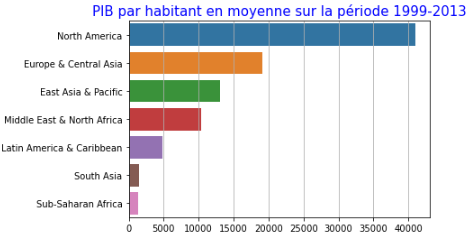 PIB par habitant en moyenne sur la période 1999-2013
North America
Europe & Central Asia
East Asia & Pacific
Middle East & North Africa
Latin America & Caribbean
South Asia
Sub-Saharan Africa
0 5000 10000 15000 20000 25000 30000 35000 40000